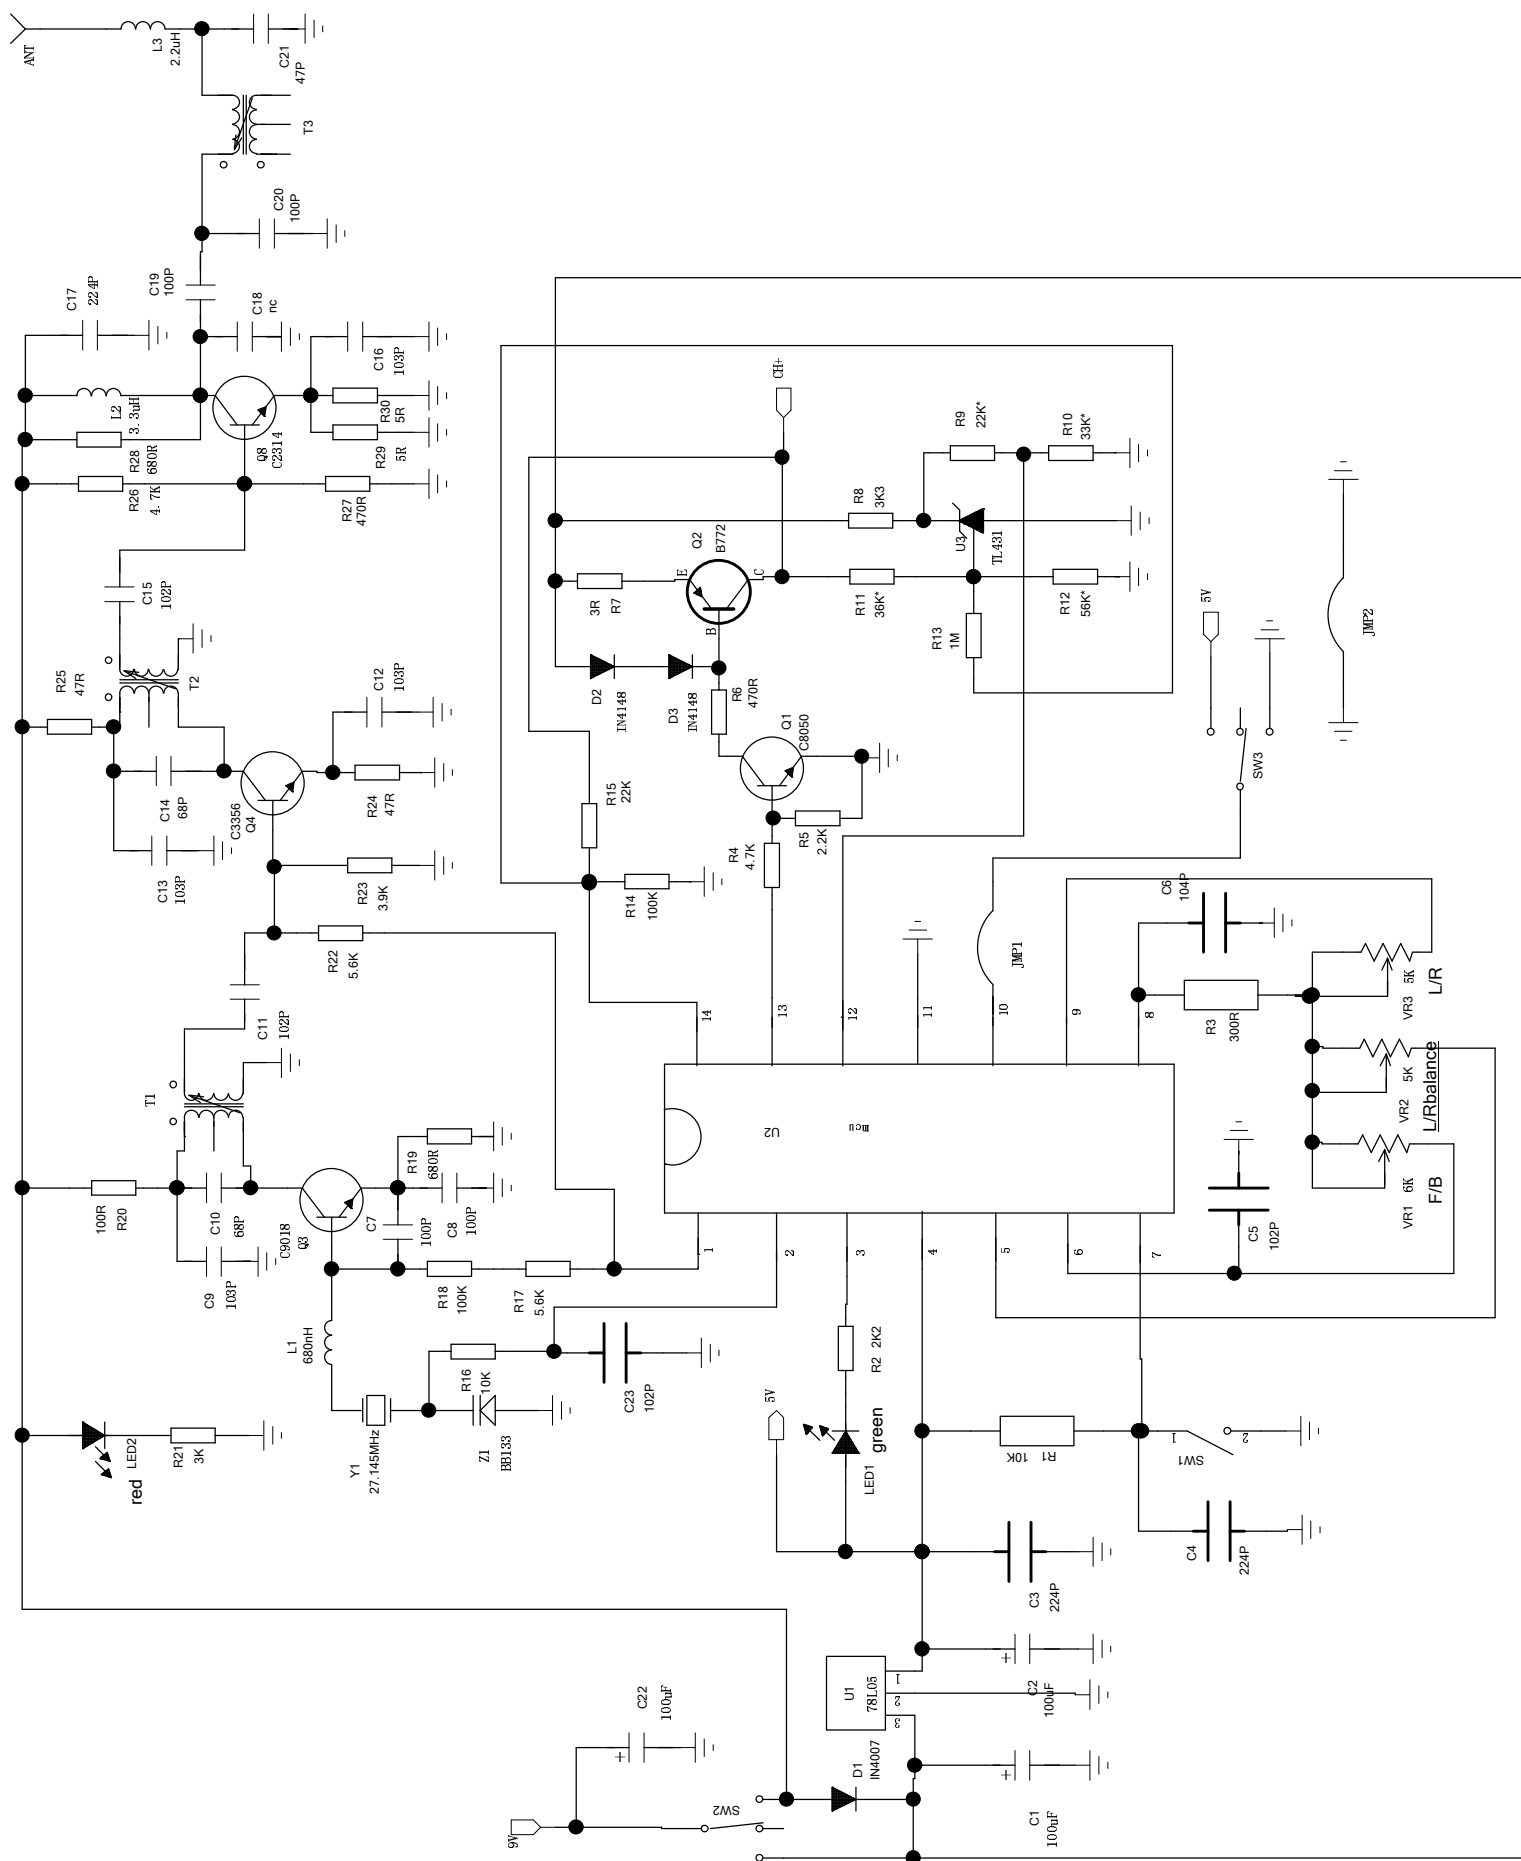 ANT
L3
2.2uH
C21
47P
T3
C20
100P
C19
100P
C17
224P
C18
nc
C16
103P
L2
3.3uH
R28
680R
R26
4.7K
Q8
C2314
R30
5R
R29
5R
R27
470R
C15
102P
R25
47R
T2
C12
103P
C14
68P
C3356
Q4
R24
47R
C13
103P
R23
3.9K
R22
5.6K
C11
102P
T1
100R
R20
C10
68P
C9018
Q3
C9
103P
R19
680R
C7
100P
C8
100P
R18
100K
R17
5.6K
L1
680nH
R16
10K
Y1
27.145MHz
Z1
BB133
C23
102P
LED2
red
R21
3K
CH+
R9
22K*
R10
33K*
R8
3K3
U3
TL431
Q2
B772
E
C
B
3R
R7
R11
36K*
R12
56K*
R13
1M
D2
IN4148
D3
IN4148
R6
470R
Q1
C8050
R15
22K
R5
2.2K
R4
4.7K
R14
100K
5V
SW3
JMP2
JMP1
C6
104P
R3
300R
VR3
5K
L/R
VR2
5K
L/Rbalance
VR1
6K
F/B
C5
102P
14
13
12
11
10
9
8
U2
mcu
1
2
3
4
5
6
7
R2
2K2
5V
LED1
green
R1
10K
1
2
SW1
C4
224P
C3
224P
U1
78L05
1
2
3
C2
100uF
+
D1
IN4007
C1
100uF
+
C22
100uF
+
SW2
9V